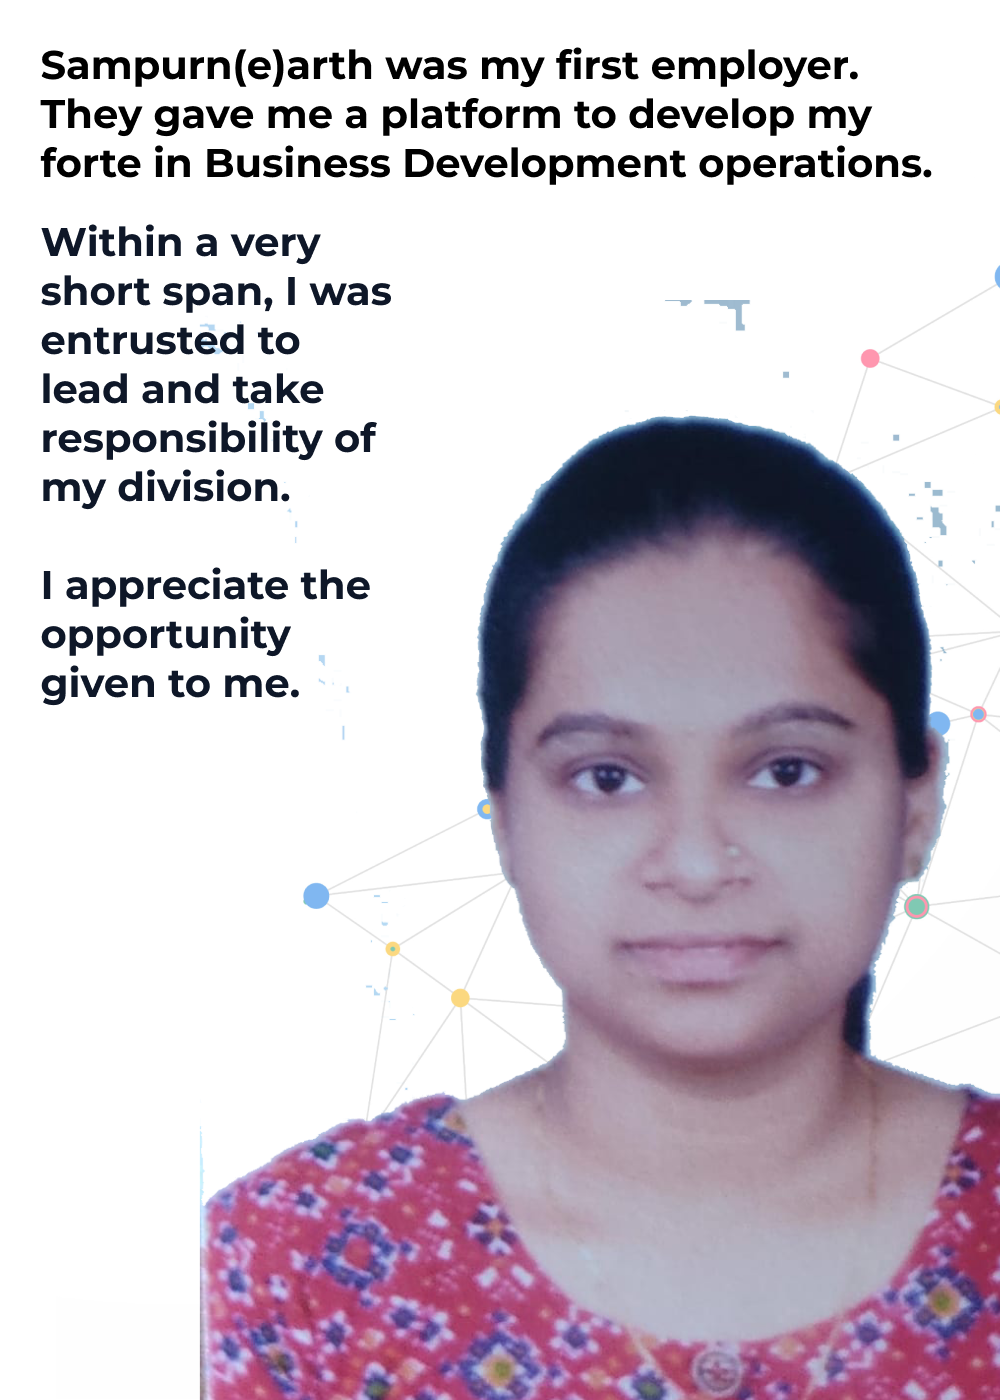 Sampurn(e)arth was my first employer.
They gave me a platform to develop my
forte in Business Development operations.
Within a very
short span, I was
entrusted to
lead and take
responsibility of
my division.
I appreciate the
opportunity
given to me.